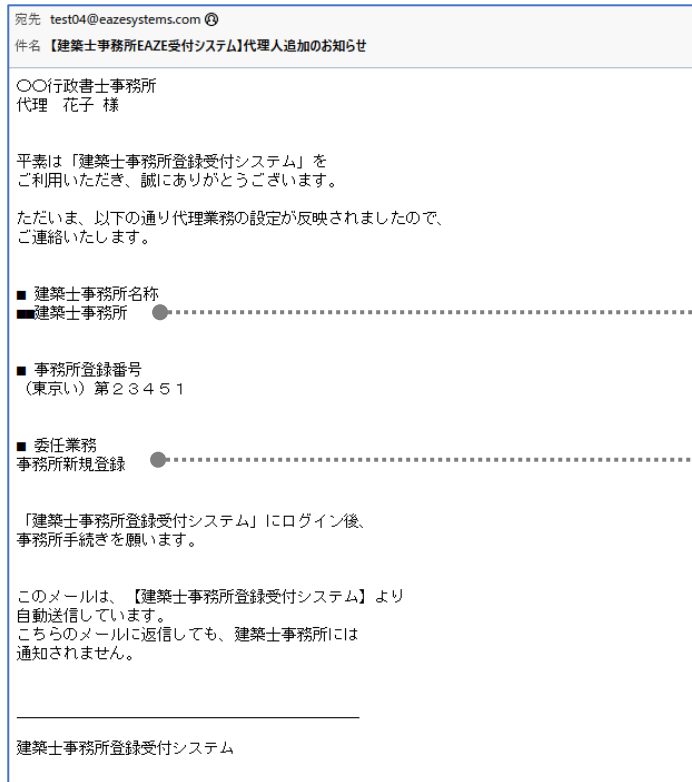 宛先 test04@eazesystems.com
件名 【建築士事務所EAZE受付システム】代理人追加のお知らせ
〇〇行政書士事務所
代理　花子 様
平素は「建築士事務所登録受付システム」を
ご利用いただき、誠にありがとうございます。
ただいま、以下の通り代理業務の設定が反映されましたので、
ご連絡いたします。
■ 建築士事務所名称
■■建築士事務所
■ 事務所登録番号
（東京い）第２３４５１
■ 委任業務
事務所新規登録
「建築士事務所登録受付システム」にログイン後、
事務所手続きを願います。
このメールは、【建築士事務所登録受付システム】より
自動送信しています。
こちらのメールに返信しても、建築士事務所には
通知されません。
建築士事務所登録受付システム